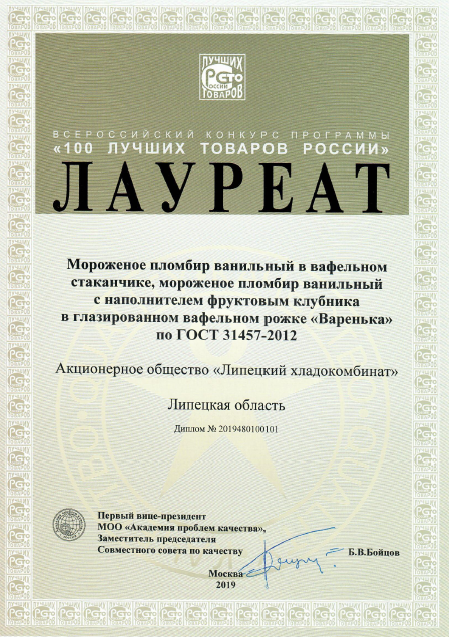 ЛУЧШИХ
РОССИИ
ТОВАРОВ
ВСЕРОССИЙСКИЙ КОНКУРС ПРОГРАММЫ
«100 ЛУЧШИХ ТОВАРОВ РОССИИ»
ЛАУРЕАТ
Мороженое пломбир ванильный в вафельном
стаканчике, мороженое пломбир ванильный
с наполнителем фруктовым клубника
в глазированном вафельном рожке «Варенька»
по ГОСТ 31457-2012
Акционерное общество «Липецкий хладокомбинат»
Липецкая область
Диплом № 2019480100101
Первый вице-президент
МОО «Академия проблем качества»,
Заместитель председателя
Совместного совета по качеству
Б.В.Бойцов
Москва
2019